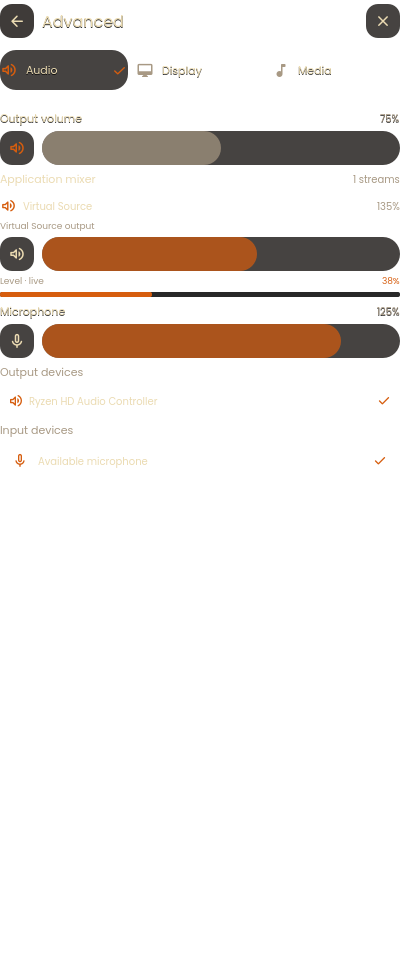 Advanced
Audio
Display
Media
Output volume 75%
Application mixer 1 streams
Virtual Source 135%
Virtual Source output
Level · live 38%
Microphone 125%
Output devices
Ryzen HD Audio Controller
Input devices
Available microphone